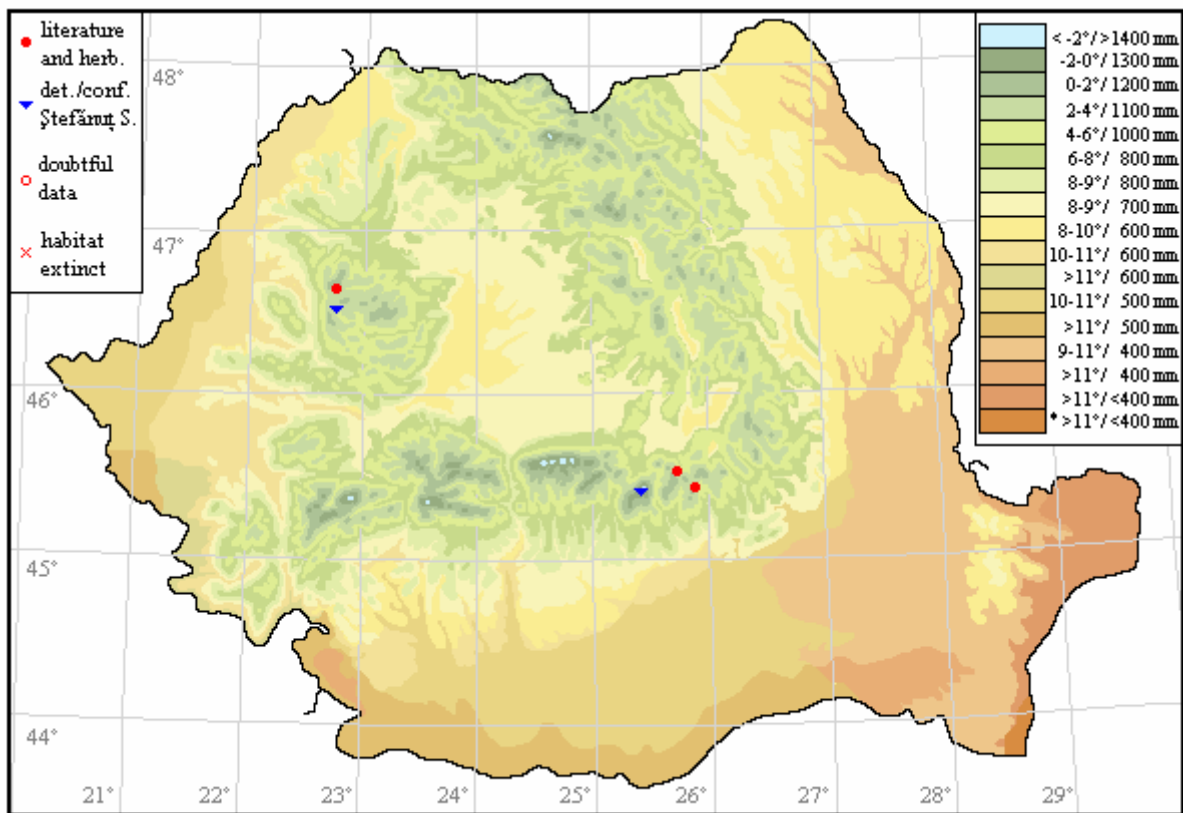 literature
and herb.
det./conf.
Ştefănuţ S.
doubtful
data
habitat
extinct
< -2°/>1400 mm
-2-0°/1300 mm
0-2°/1200 mm
2-4°/1100 mm
4-6°/1000 mm
6-8°/ 800 mm
8-9°/ 800 mm
8-9°/ 700 mm
8-10°/ 600 mm
10-11°/ 600 mm
>11°/ 600 mm
10-11°/ 500 mm
>11°/ 500 mm
9-11°/ 400 mm
>11°/ 400 mm
>11°/<400 mm
* >11°/<400 mm
48°
47°
46°
45°
44°
21°
22°
23°
24°
25°
26°
27°
28°
29°